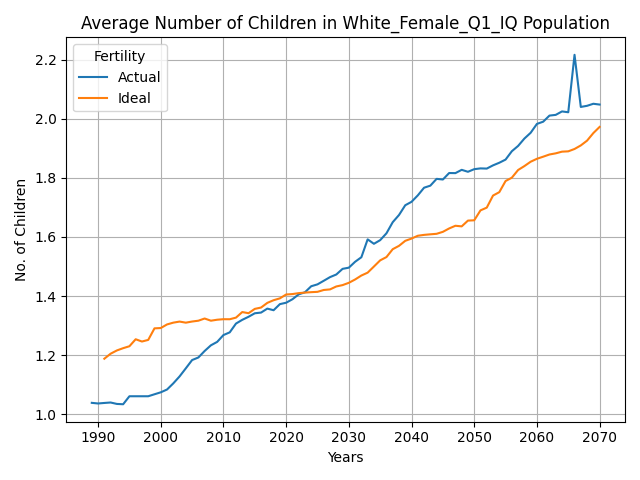 Average Number of Children in White_Female_Q1_IQ Population
Fertility
Actual
Ideal
2.2
2.0
1.8
1.6
1.4
1.2
1.0
No. of Children
1990 2000 2010 2020 2030 2040 2050 2060 2070
Years